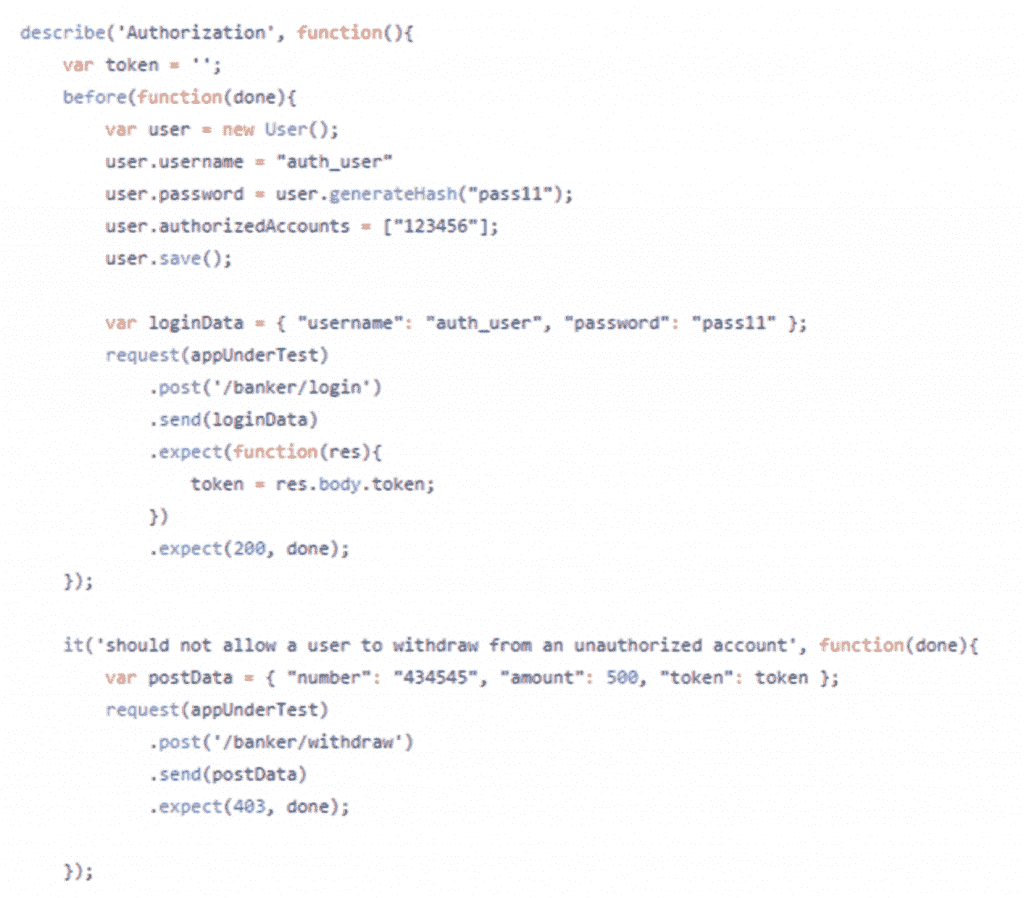 describe('Authorization', function(){
    var token = '';
    before(function(done){
        var user = new User();
        user.username = "auth_user"
        user.password = user.generateHash("pass11");
        user.authorizedAccounts = ["123456"];
        user.save();

        var loginData = { "username": "auth_user", "password": "pass11" };
        request(appUnderTest)
            .post('/banker/login')
            .send(loginData)
            .expect(function(res){
                token = res.body.token;
            })
            .expect(200, done);
    });

    it('should not allow a user to withdraw from an unauthorized account', function(done){
        var postData = { "number": "434545", "amount": 500, "token": token };
        request(appUnderTest)
            .post('/banker/withdraw')
            .send(postData)
            .expect(403, done);

    });